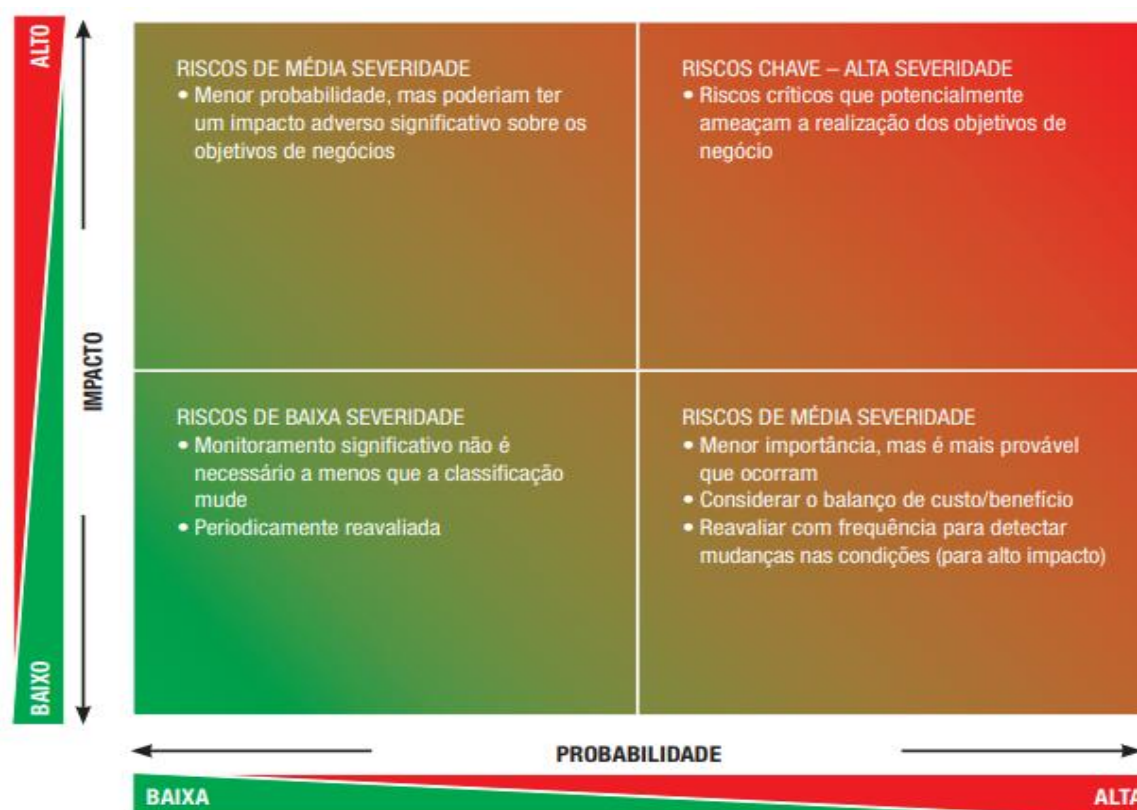 ALTO
RISCOS DE MÉDIA SEVERIDADE
• Menor probabilidade, mas poderiam ter
um impacto adverso significativo sobre os
objetivos de negócios
RISCOS CHAVE – ALTA SEVERIDADE
• Riscos críticos que potencialmente
ameaçam a realização dos objetivos de
negócio
IMPACTO
RISCOS DE BAIXA SEVERIDADE
• Monitoramento significativo não é
necessário a menos que a classificação
mude
• Periodicamente reavaliada
RISCOS DE MÉDIA SEVERIDADE
• Menor importância, mas é mais provável
que ocorram
• Considerar o balanço de custo/benefício
• Reavaliar com frequência para detectar
mudanças nas condições (para alto impacto)
BAIXO
PROBABILIDADE
BAIXA
ALTA